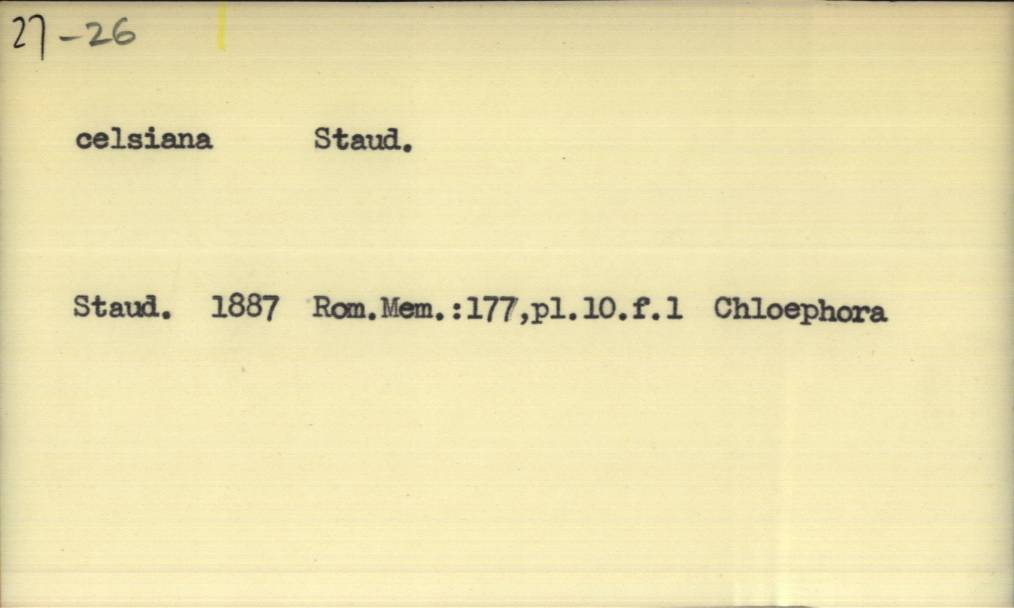 27-26
celsiana Staud.
Staud. 1887 Rom.Mem.:177,pl.10.f.1 Chloephora